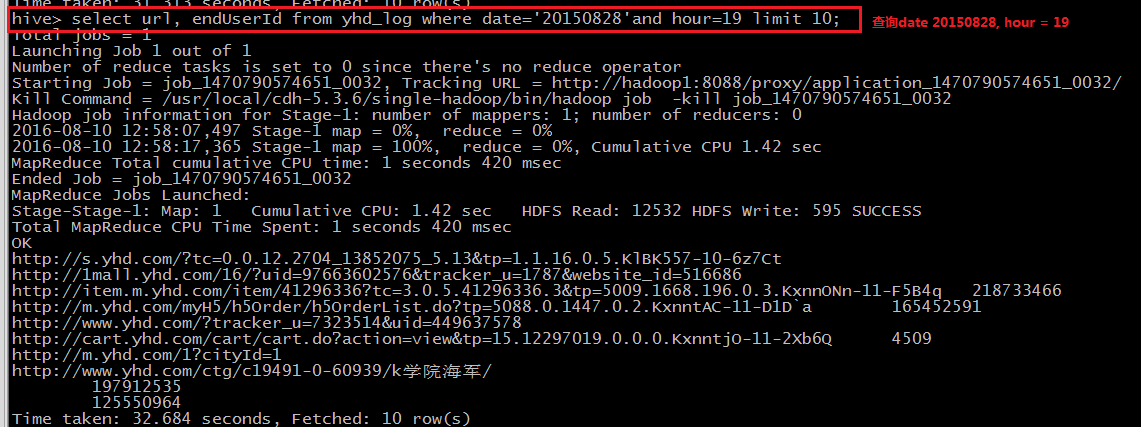 Time taken: 31.313 seconds, Fetched: 10 row(s)
hive> select url, endUserId from yhd_log where date='20150828'and hour=19 limit 10;
查询date 20150828, hour = 19
Total jobs = 1
Launching Job 1 out of 1
Number of reduce tasks is set to 0 since there's no reduce operator
Starting Job = job_1470790574651_0032, Tracking URL = http://hadoop1:8088/proxy/application_1470790574651_0032/
Kill Command = /usr/local/cdh-5.3.6/single-hadoop/bin/hadoop job  -kill job_1470790574651_0032
Hadoop job information for Stage-1: number of mappers: 1; number of reducers: 0
2016-08-10 12:58:07,497 Stage-1 map = 0%,  reduce = 0%
2016-08-10 12:58:17,365 Stage-1 map = 100%,  reduce = 0%, Cumulative CPU 1.42 sec
MapReduce Total cumulative CPU time: 1 seconds 420 msec
Ended Job = job_1470790574651_0032
MapReduce Jobs Launched:
Stage-Stage-1: Map: 1   Cumulative CPU: 1.42 sec   HDFS Read: 12532 HDFS Write: 595 SUCCESS
Total MapReduce CPU Time Spent: 1 seconds 420 msec
OK
http://s.yhd.com/?tc=0.0.12.2704_13852075_5.13&tp=1.1.16.0.5.KlBK557-10-6z7Ct
http://1mall.yhd.com/16/?uid=97663602576&tracker_u=1787&website_id=516686
http://item.m.yhd.com/item/41296336?tc=3.0.5.41296336.3&tp=5009.1668.196.0.3.KxnnONn-11-F5B4q   218733466
http://m.yhd.com/myH5/h5Order/h5OrderList.do?tp=5088.0.1447.0.2.KxnntAC-11-D1D`a        165452591
http://www.yhd.com/?tracker_u=7323514&uid=449637578
http://cart.yhd.com/cart/cart.do?action=view&tp=15.12297019.0.0.0.KxnntjO-11-2Xb6Q      4509
http://m.yhd.com/1?cityId=1
http://www.yhd.com/ctg/c19491-0-60939/k学院海军/
197912535
125550964
Time taken: 32.684 seconds, Fetched: 10 row(s)